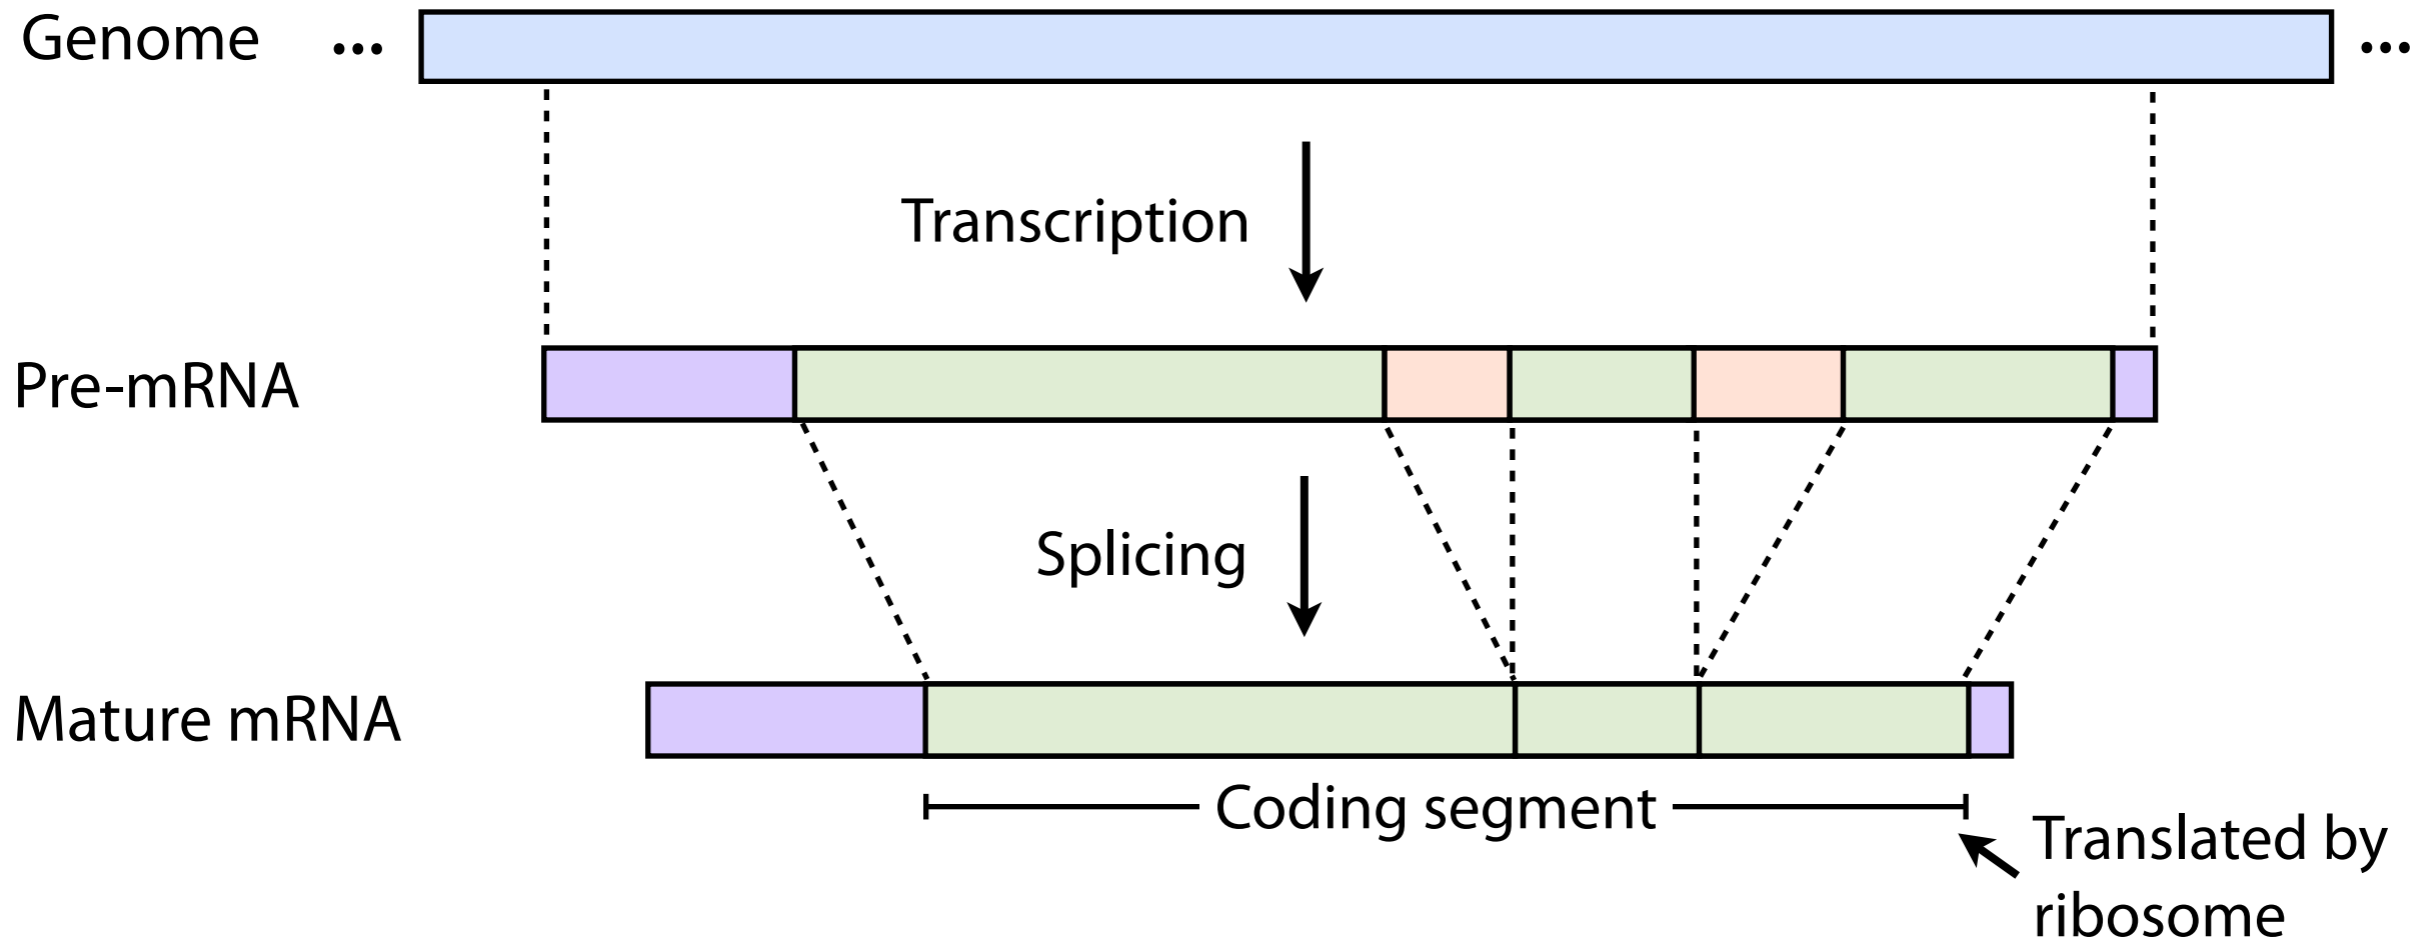 Genome ... ...
Transcription
Pre-mRNA
Splicing
Mature mRNA
Coding segment
Translated by
ribosome